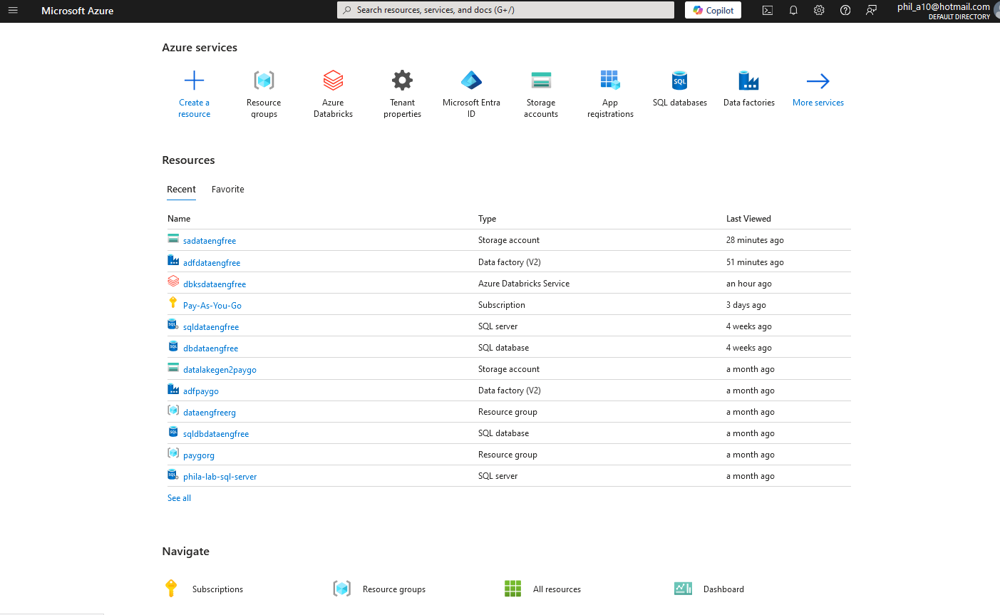 Microsoft Azure
Search resources, services, and docs (G+/)
Copilot
phil_a10@hotmail.com
DEFAULT DIRECTORY
Azure services
Create a
resource
Resource
groups
Azure
Databricks
Tenant
properties
Microsoft Entra
ID
Storage
accounts
App
registrations
SQL
SQL databases
Data factories
More services
Resources
Recent Favorite
Name Type Last Viewed
sadataengfree Storage account 28 minutes ago
adfdataengfree Data factory (V2) 51 minutes ago
dbksdataengfree Azure Databricks Service an hour ago
Pay-As-You-Go Subscription 3 days ago
sqldataengfree SQL server 4 weeks ago
dbdataengfree SQL database 4 weeks ago
datalakegen2paygo Storage account a month ago
adfpaygo Data factory (V2) a month ago
dataengfreerg Resource group a month ago
sqldbdataengfree SQL database a month ago
paygorg Resource group a month ago
phila-lab-sql-server SQL server a month ago
See all
Navigate
Subscriptions Resource groups All resources Dashboard